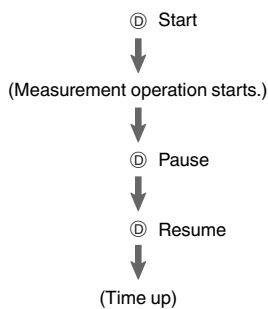 Ⓓ Start
(Measurement operation starts.)
Ⓓ Pause
Ⓓ Resume
(Time up)